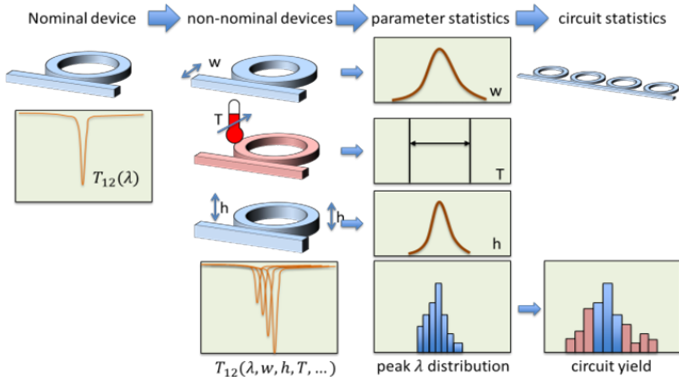 Nominal device
non-nominal devices
parameter statistics
circuit statistics
w
w
T
T
h
h
h
T₁₂(λ)
T₁₂(λ, w, h, T, ...)
peak λ distribution
circuit yield